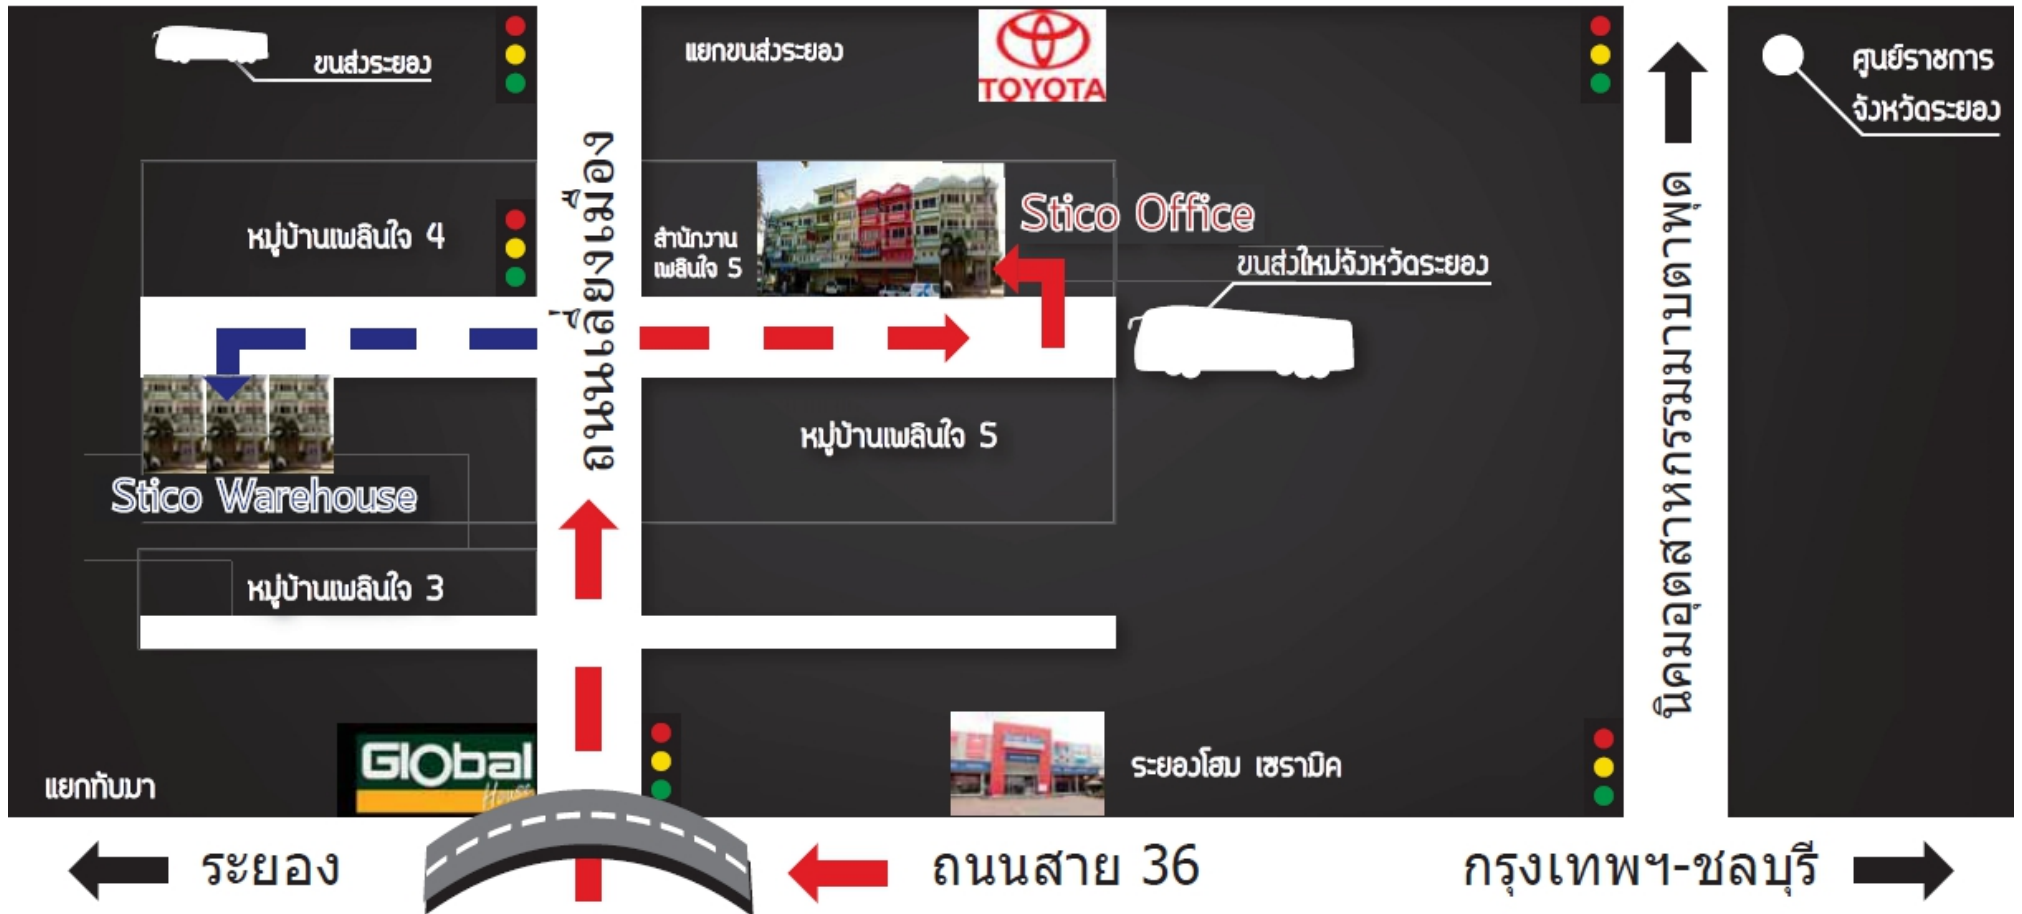 ขนส่งระยอง
แยกขนส่งระยอง
TOYOTA
ศูนย์ราชการ
จังหวัดระยอง
หมู่บ้านเพลินใจ 4
ถนนเลี่ยงเมือง
สำนักงาน
เพลินใจ 5
Stico Office
ขนส่งใหม่จังหวัดระยอง
นิคมอุตสาหกรรมมาบตาพุด
หมู่บ้านเพลินใจ 5
Stico Warehouse
หมู่บ้านเพลินใจ 3
Global
House
แยกทับมา
ระยองโฮม เซรามิค
ระยอง
ถนนสาย 36
กรุงเทพฯ-ชลบุรี